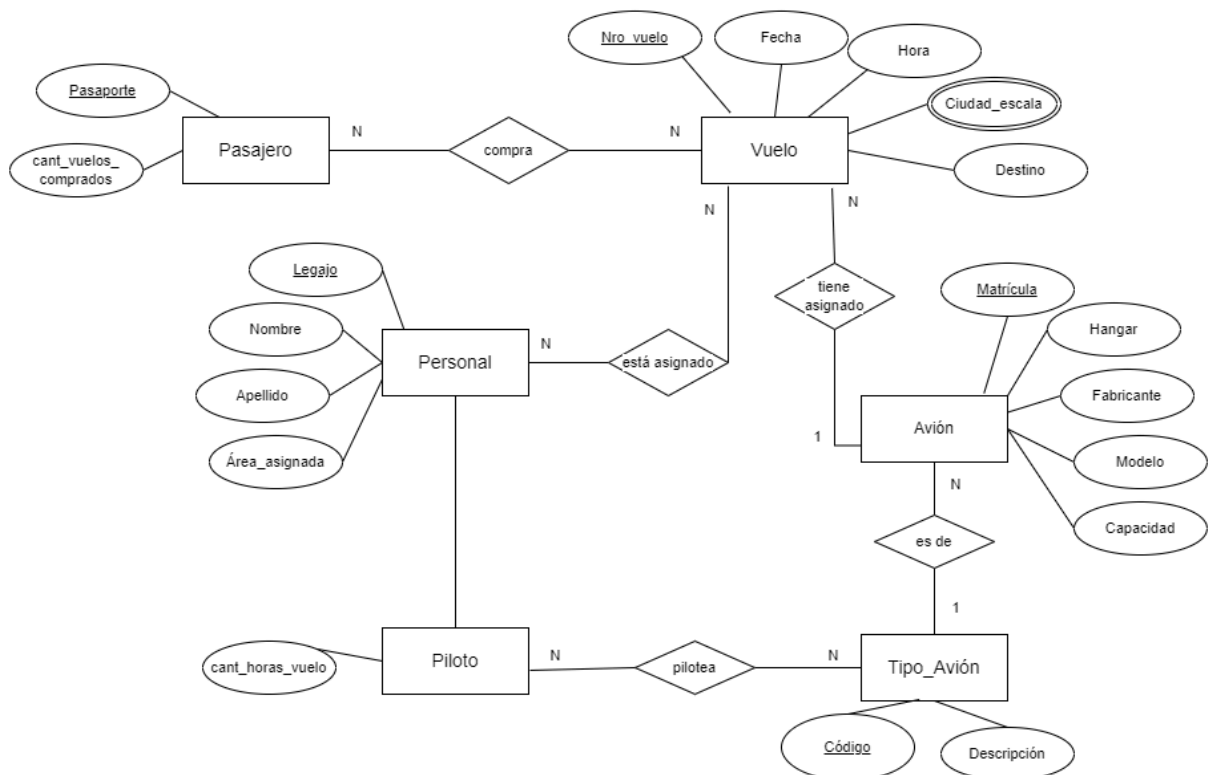 Nro_vuelo
Fecha
Hora
Pasaporte
Ciudad_escala
Pasajero
N
compra
N
Vuelo
cant_vuelos_
comprados
Destino
N
N
Legajo
tiene
asignado
Matrícula
Nombre
Hangar
Personal
N
está asignado
Apellido
Fabricante
1
Avión
Área_asignada
Modelo
N
Capacidad
es de
1
cant_horas_vuelo
Piloto
N
pilotea
N
Tipo_Avión
Código
Descripción